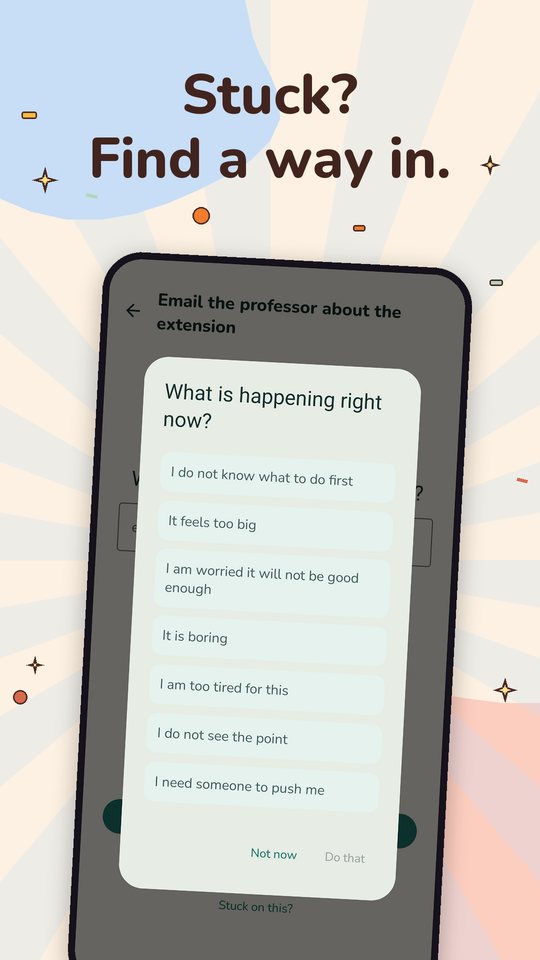 Stuck?
Find a way in.
Email the professor about the
extension
What is happening right
now?
I do not know what to do first
It feels too big
I am worried it will not be good
enough
It is boring
I am too tired for this
I do not see the point
I need someone to push me
Not now
Do that
Stuck on this?